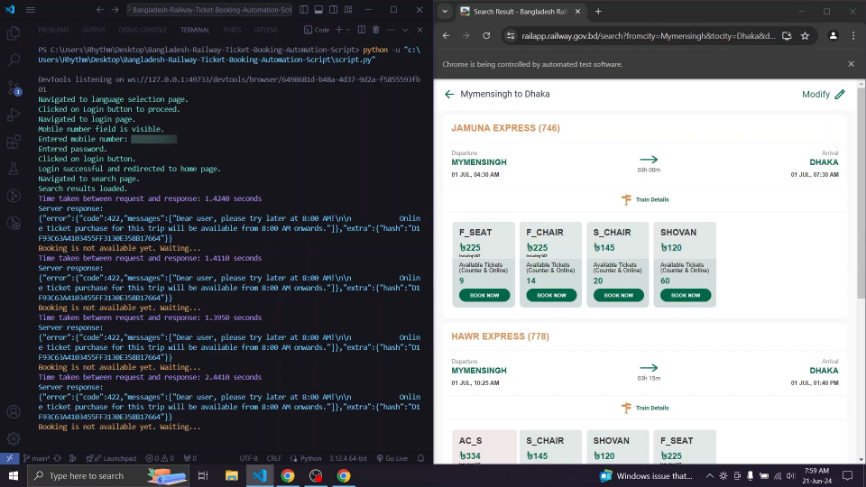 Bangladesh-Railway-Ticket-Booking-Automation-Scri
PROBLEMS OUTPUT DEBUG CONSOLE TERMINAL PORTS GITLENS
Code
PS C:\Users\Rhythm\Desktop\Bangladesh-Railway-Ticket-Booking-Automation-Script> python -u "c:\
Users\Rhythm\Desktop\Bangladesh-Railway-Ticket-Booking-Automation-Script\script.py"
DevTools listening on ws://127.0.0.1:49733/devtools/browser/6498681d-b48a-4d32-9d2a-f5855593fb
01
Navigated to language selection page.
Clicked on Login button to proceed.
Navigated to login page.
Mobile number field is visible.
Entered mobile number:
Entered password.
Clicked on login button.
Login successful and redirected to home page.
Navigated to search page.
Search results loaded.
Time taken between request and response: 1.4240 seconds
Server response:
{"error":{"code":422,"messages":["Dear user, please try later at 8:00 AM!\n\n Onlin
e ticket purchase for this trip will be available from 8:00 AM onwards."]},"extra":{"hash":"D1
F93C63A4103455FF3130E358B17664"}}
Booking is not available yet. Waiting...
Time taken between request and response: 1.4110 seconds
Server response:
{"error":{"code":422,"messages":["Dear user, please try later at 8:00 AM!\n\n Onlin
e ticket purchase for this trip will be available from 8:00 AM onwards."]},"extra":{"hash":"D1
F93C63A4103455FF3130E358B17664"}}
Booking is not available yet. Waiting...
Time taken between request and response: 1.3950 seconds
Server response:
{"error":{"code":422,"messages":["Dear user, please try later at 8:00 AM!\n\n Onlin
e ticket purchase for this trip will be available from 8:00 AM onwards."]},"extra":{"hash":"D1
F93C63A4103455FF3130E358B17664"}}
Booking is not available yet. Waiting...
Time taken between request and response: 2.4410 seconds
Server response:
{"error":{"code":422,"messages":["Dear user, please try later at 8:00 AM!\n\n Onlin
e ticket purchase for this trip will be available from 8:00 AM onwards."]},"extra":{"hash":"D1
F93C63A4103455FF3130E358B17664"}}
Booking is not available yet. Waiting...
main* Launchpad 0 0 0 UTF-8 CRLF Python 3.12.4 64-bit Go Live
Search Result - Bangladesh Rai
railapp.railway.gov.bd/search?fromcity=Mymensingh&tocity=Dhaka&d...
Chrome is being controlled by automated test software.
Mymensingh to Dhaka Modify
JAMUNA EXPRESS (746)
Departure Arrival
MYMENSINGH DHAKA
01 JUL, 04:30 AM 03h 00m 01 JUL, 07:30 AM
Train Details
F_SEAT F_CHAIR S_CHAIR SHOVAN
৳225 ৳225 ৳145 ৳120
Including VAT Including VAT
Available Tickets Available Tickets Available Tickets Available Tickets
(Counter & Online) (Counter & Online) (Counter & Online) (Counter & Online)
9 14 20 60
BOOK NOW BOOK NOW BOOK NOW BOOK NOW
HAWR EXPRESS (778)
Departure Arrival
MYMENSINGH DHAKA
01 JUL, 10:25 AM 03h 15m 01 JUL, 01:40 PM
Train Details
AC_S S_CHAIR SHOVAN F_SEAT
৳334 ৳145 ৳120 ৳225
Type here to search
Windows issue that...
7:59 AM
21-Jun-24